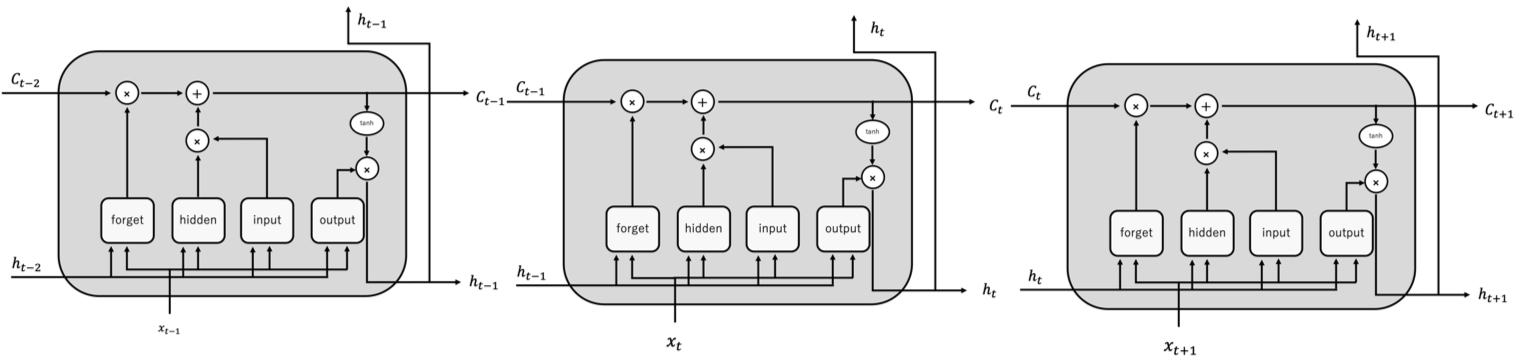 h_{t-1}
C_{t-2}
×
+
C_{t-1}
tanh
×
×
forget
hidden
input
output
h_{t-2}
h_{t-1}
x_{t-1}
h_t
C_{t-1}
×
+
C_t
tanh
×
×
forget
hidden
input
output
h_{t-1}
h_t
x_t
h_{t+1}
C_t
×
+
C_{t+1}
tanh
×
×
forget
hidden
input
output
h_t
h_{t+1}
x_{t+1}